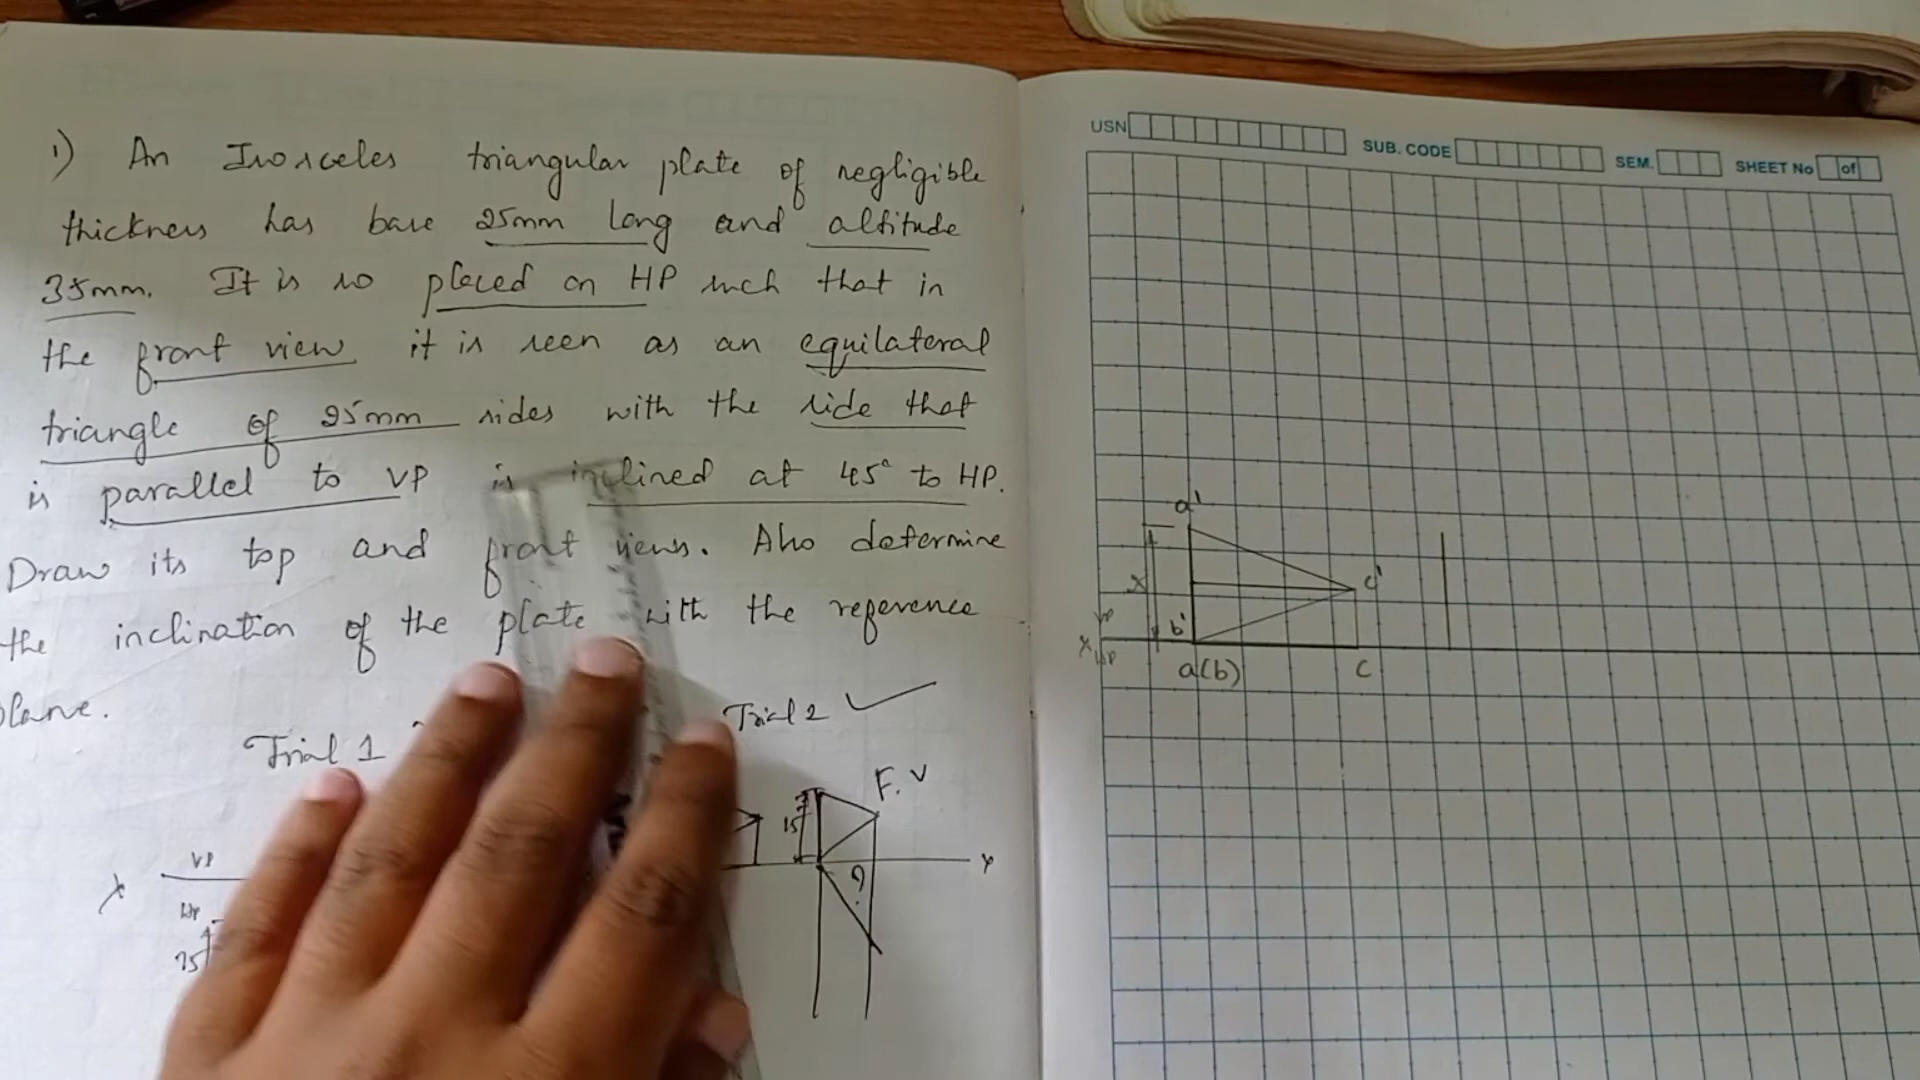 1) An Isosceles triangular plate of negligible
thickness has base 25mm long and altitude
35mm. It is so placed on HP such that in
the front view it is seen as an equilateral
triangle of 25mm sides with the side that
is parallel to VP is inclined at 45° to HP.
Draw its top and front views. Also determine
the inclination of the plate with the reference
plane.
Trial 1
Trial 2
F.V
VP
X
HP
25
15
?
Y
USN
SUB. CODE
SEM.
SHEET No
of
a'
c'
X
b'
VP
X
HP
a(b)
c